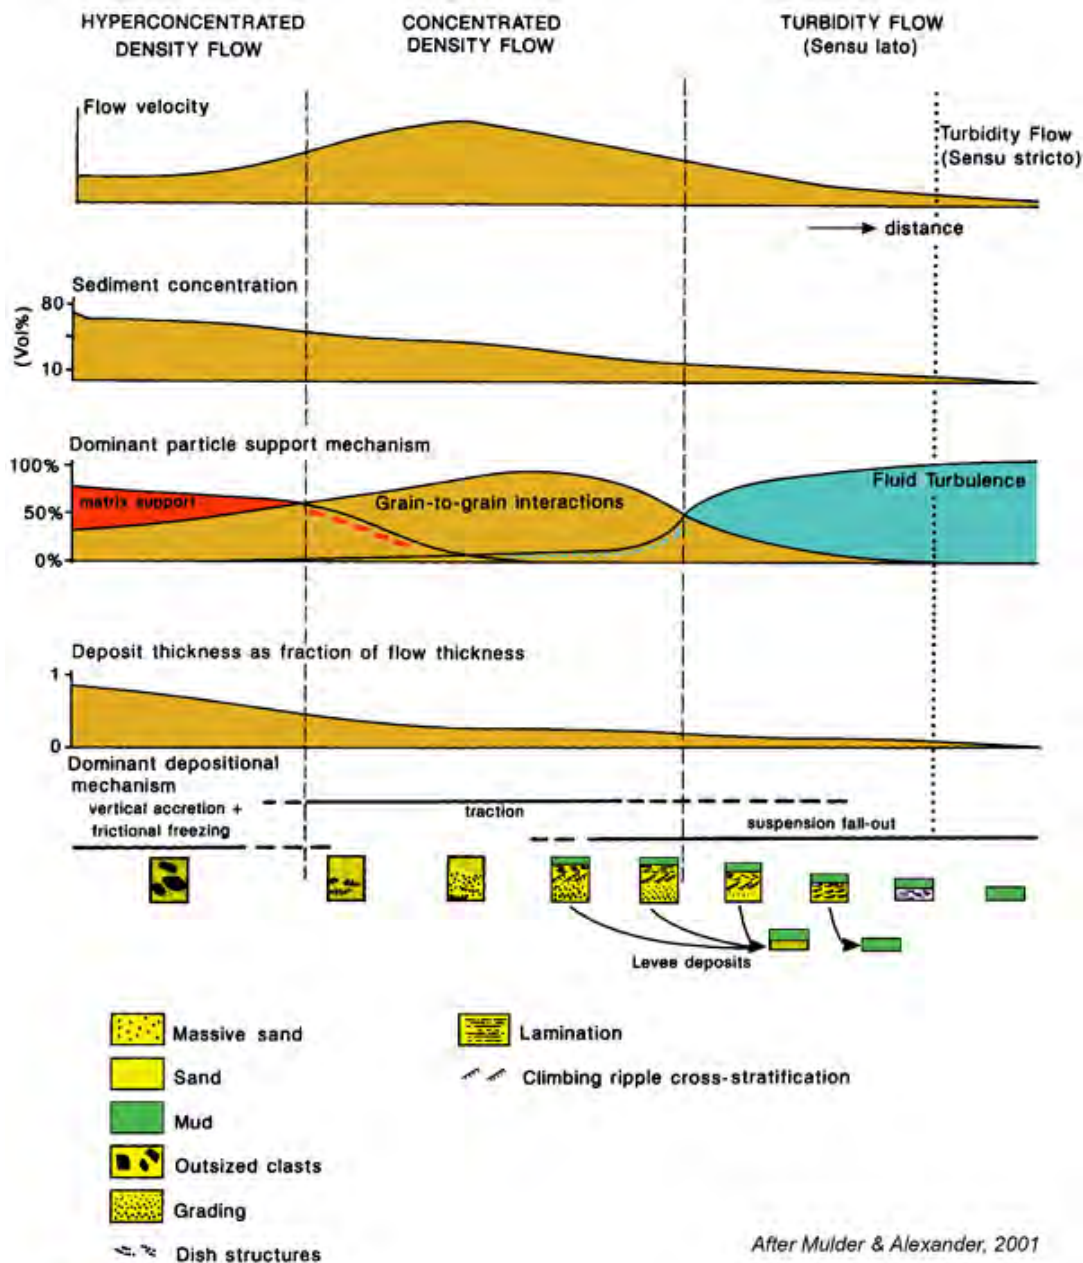 HYPERCONCENTRATED
DENSITY FLOW
CONCENTRATED
DENSITY FLOW
TURBIDITY FLOW
(Sensu lato)
Flow velocity
Turbidity Flow
(Sensu stricto)
distance
Sediment concentration
80
(Vol%)
10
Dominant particle support mechanism
100%
matrix support
Grain-to-grain interactions
Fluid Turbulence
50%
0%
Deposit thickness as fraction of flow thickness
1
0
Dominant depositional
mechanism
vertical accretion +
frictional freezing
traction
suspension fall-out
Levee deposits
Massive sand
Lamination
Sand
Climbing ripple cross-stratification
Mud
Outsized clasts
Grading
Dish structures
After Mulder & Alexander, 2001